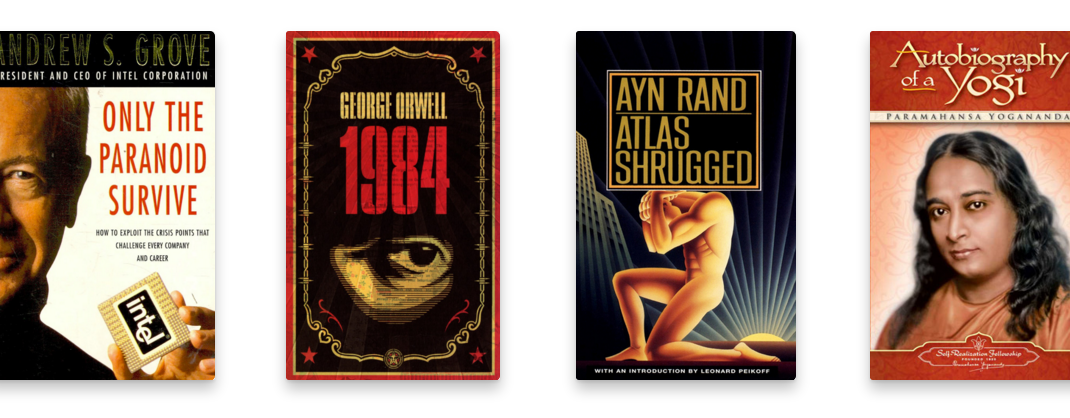 ANDREW S. GROVE
RESIDENT AND CEO OF INTEL CORPORATION
ONLY THE
PARANOID
SURVIVE
HOW TO EXPLOIT THE CRISIS POINTS THAT
CHALLENGE EVERY COMPANY
AND CAREER
intel
GEORGE ORWELL
1984
AYN RAND
ATLAS
SHRUGGED
WITH AN INTRODUCTION BY LEONARD PEIKOFF
Autobiography
of a Yogi
PARAMAHANSA YOGANANDA
Self-Realization Fellowship
FOUNDED 1920